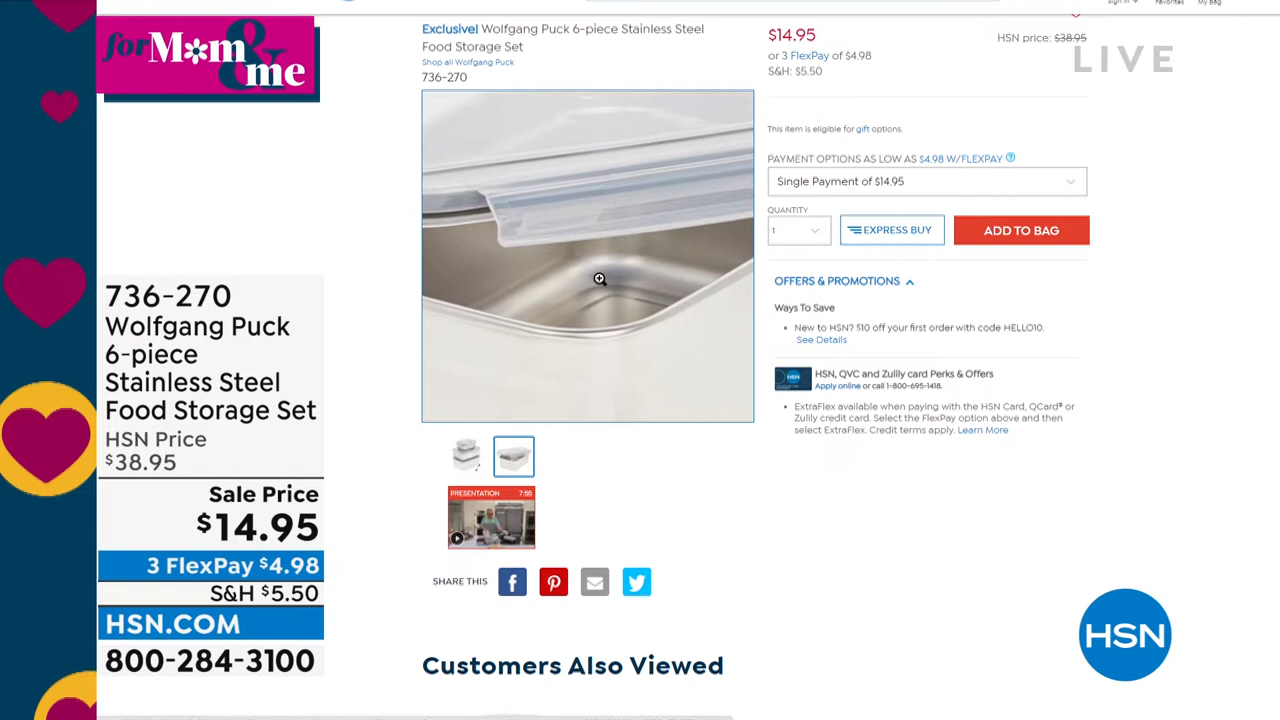 Sign In
Favorites
My Bag
for Mom
& me
Exclusive! Wolfgang Puck 6-piece Stainless Steel
Food Storage Set
Shop all Wolfgang Puck
736-270
$14.95
HSN price: $38.95
or 3 FlexPay of $4.98
S&H: $5.50
LIVE
This item is eligible for gift options.
PAYMENT OPTIONS AS LOW AS $4.98 W/FLEXPAY
Single Payment of $14.95
QUANTITY
1
EXPRESS BUY
ADD TO BAG
OFFERS & PROMOTIONS
Ways To Save
New to HSN? $10 off your first order with code HELLO10.
See Details
HSN
HSN, QVC and Zulily card Perks & Offers
Apply online or call 1-800-695-1418.
ExtraFlex available when paying with the HSN Card, QCard® or
Zulily credit card. Select the FlexPay option above and then
select ExtraFlex. Credit terms apply. Learn More
PRESENTATION 7:55
SHARE THIS
Customers Also Viewed
736-270
Wolfgang Puck
6-piece
Stainless Steel
Food Storage Set
HSN Price
$38.95
Sale Price
$14.95
3 FlexPay $4.98
S&H $5.50
HSN.COM
800-284-3100
HSN